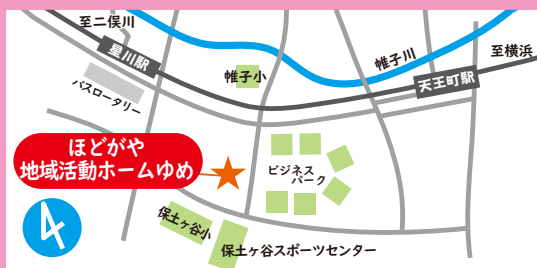 至二俣川
星川駅
バスロータリー
帷子小
帷子川
至横浜
天王町駅
ほどがや
地域活動ホームゆめ
ビジネス
パーク
保土ヶ谷小
保土ヶ谷スポーツセンター